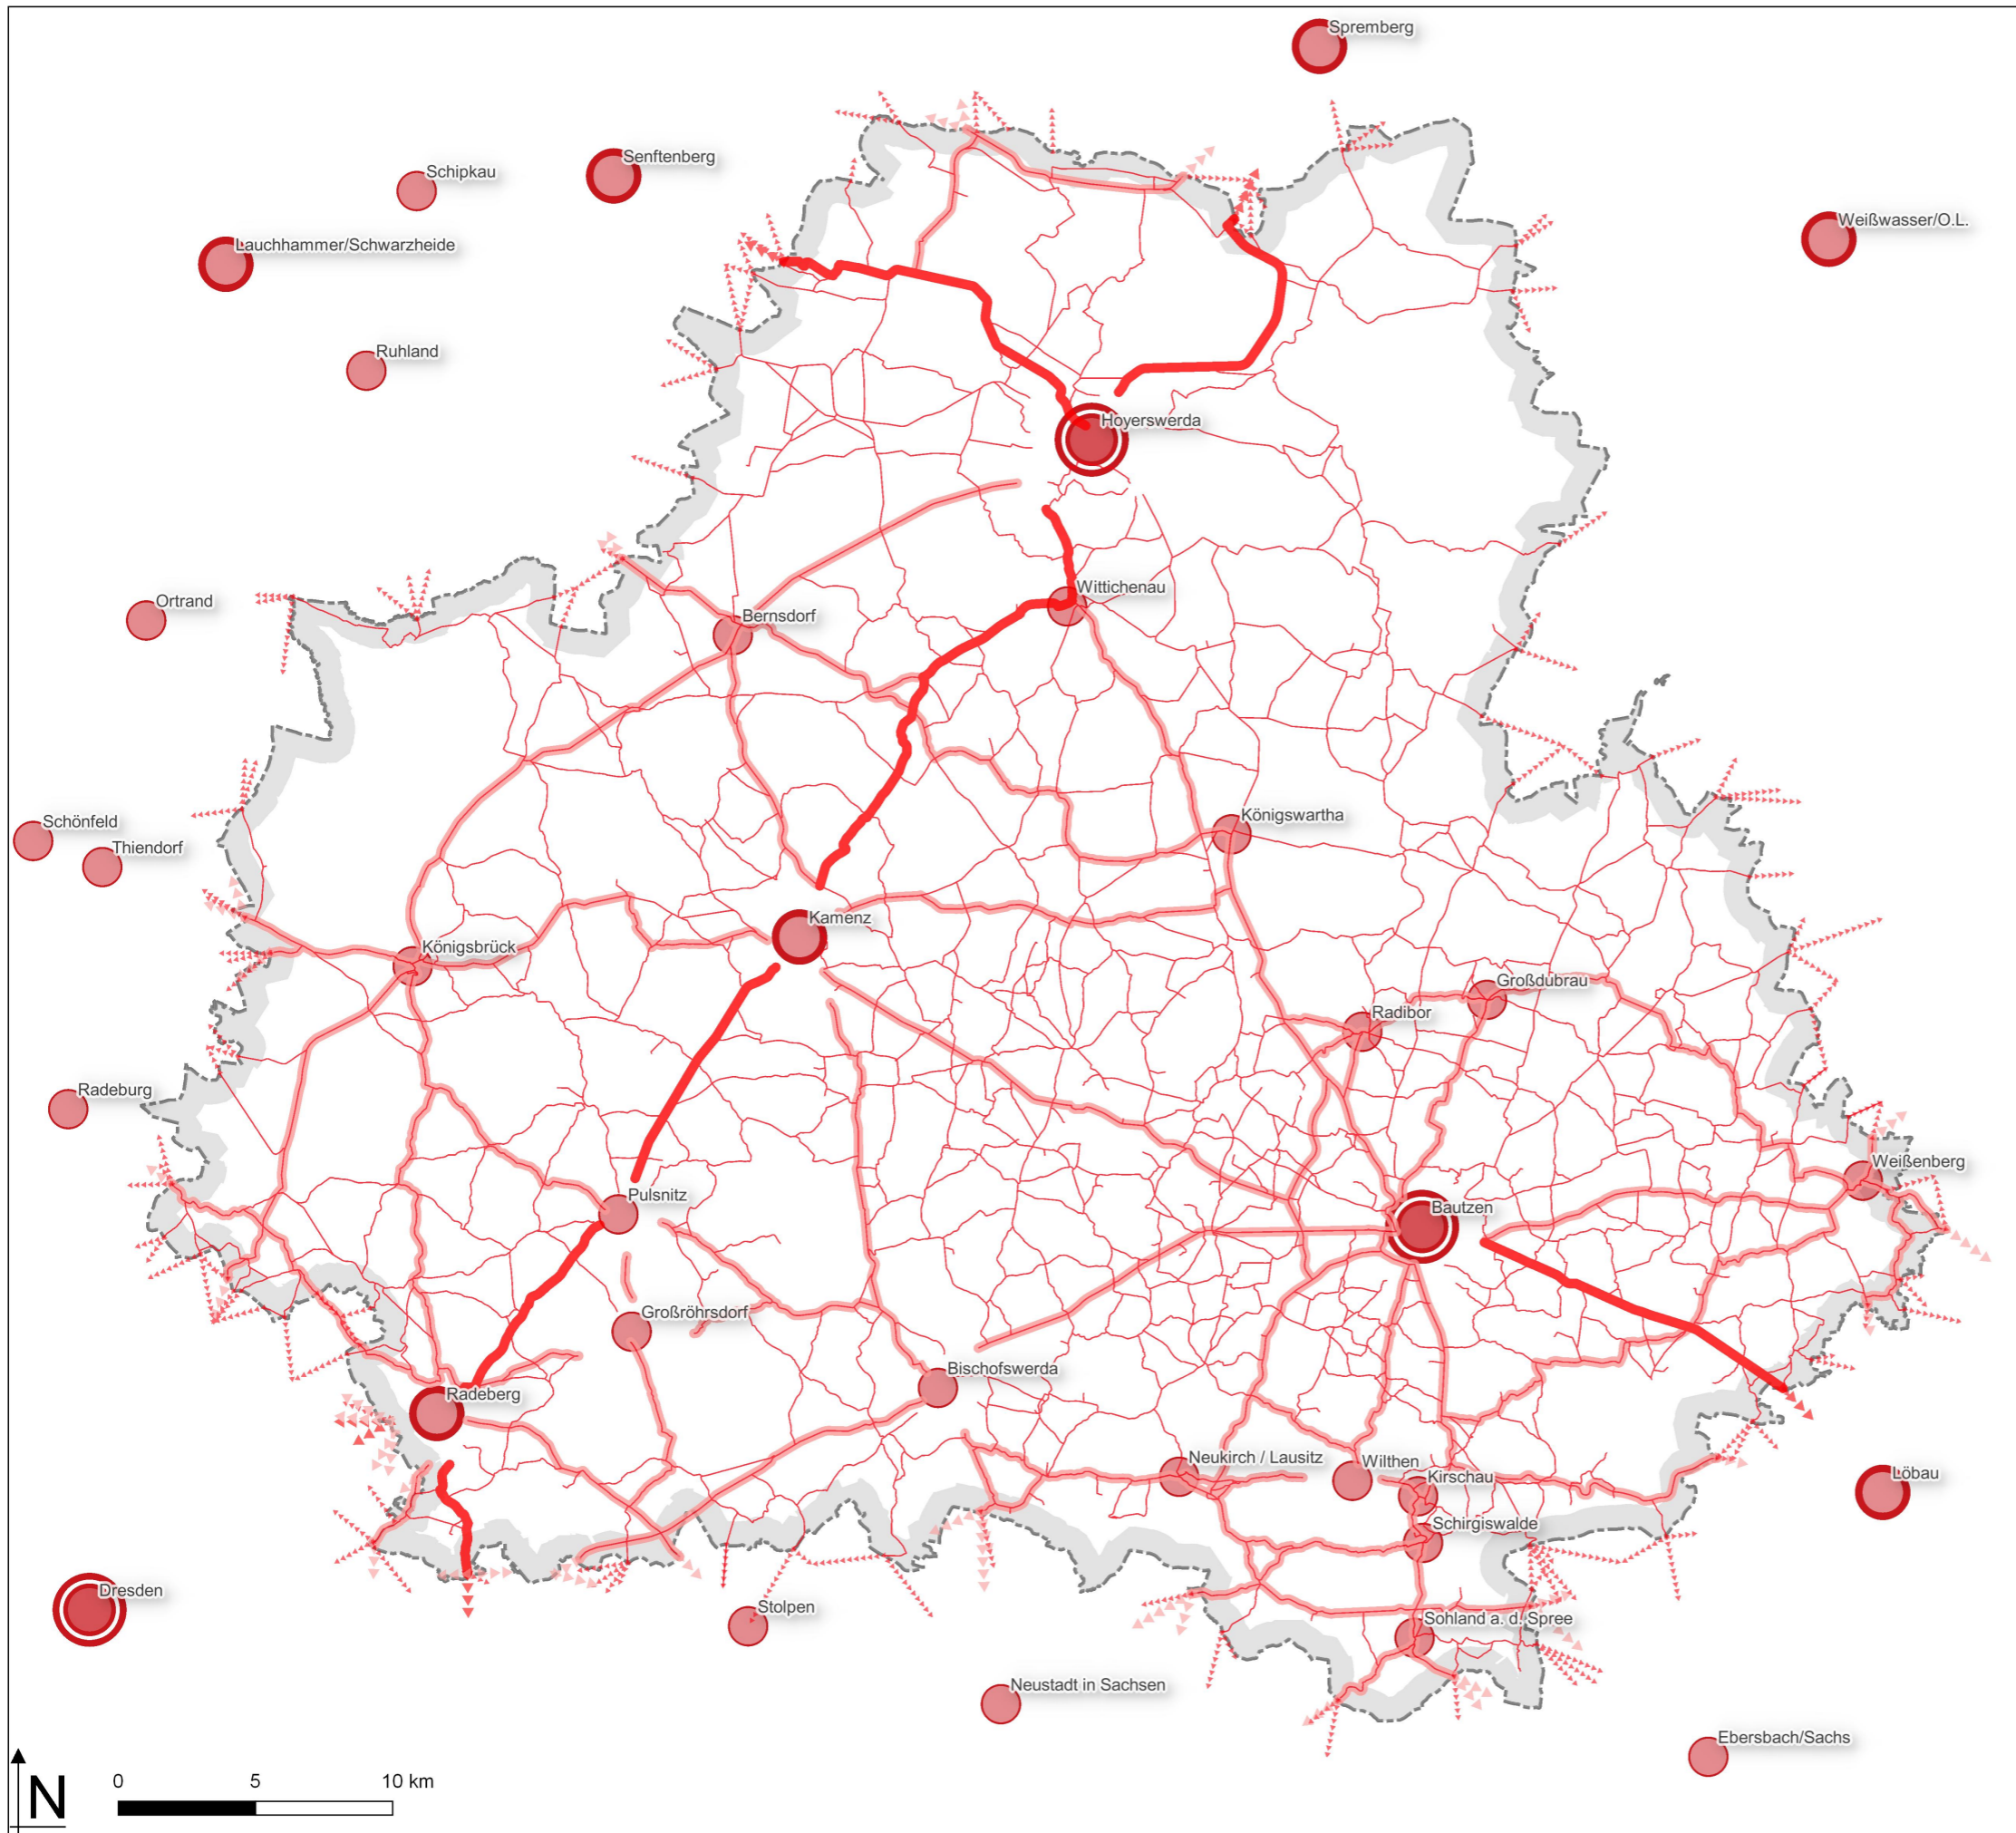 Spremberg
Senftenberg
Schipkau
Weißwasser/O.L.
Lauchhammer/Schwarzheide
Ruhland
Hoyerswerda
Wittichenau
Ortrand
Bernsdorf
Königswartha
Schönfeld
Thiendorf
Kamenz
Königsbrück
Großdubrau
Radibor
Radeburg
Weißenberg
Pulsnitz
Bautzen
Großröhrsdorf
Bischofswerda
Radeberg
Neukirch / Lausitz
Wilthen
Kirschau
Löbau
Schirgiswalde
Dresden
Stolpen
Sohland a. d. Spree
Neustadt in Sachsen
Ebersbach/Sachs
N
0 5 10 km